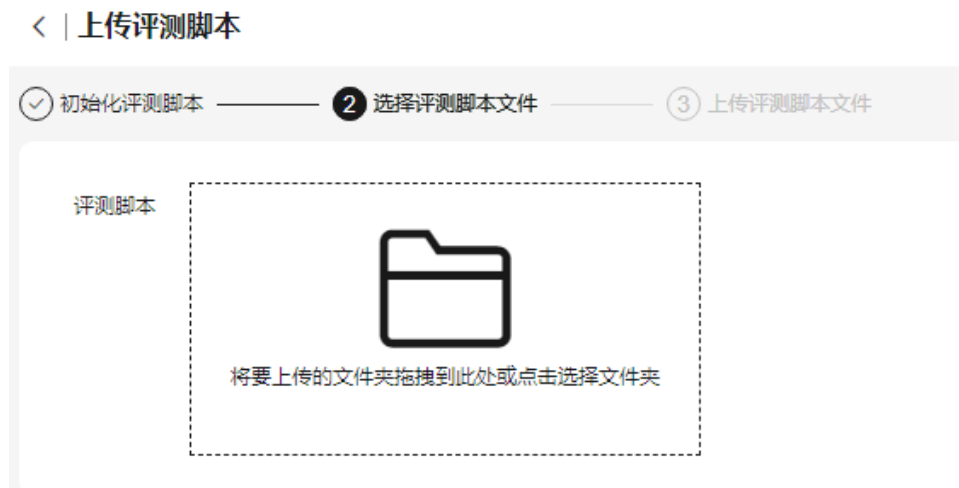 上传评测脚本
初始化评测脚本 2 选择评测脚本文件 3 上传评测脚本文件
评测脚本
将要上传的文件夹拖拽到此处或点击选择文件夹